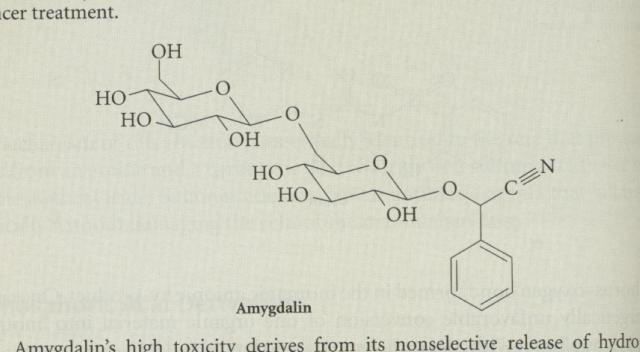 cer treatment.
OH
HO
O
HO
OH
O
HO
O
HO
OH
O
C
N
Amygdalin
Amygdalin's high toxicity derives from its nonselective release of hydro